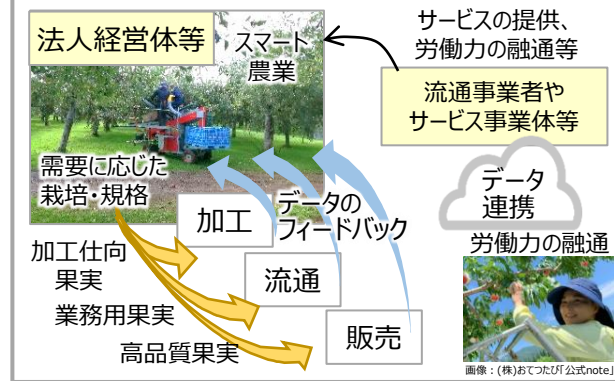 法人経営体等
スマート
農業
サービスの提供、
労働力の融通等
流通事業者や
サービス事業体等
需要に応じた
栽培・規格
データ
連携
加工
データの
フィードバック
労働力の融通
加工仕向
果実
流通
業務用果実
販売
高品質果実
画像：(株)おてつたび「公式note」